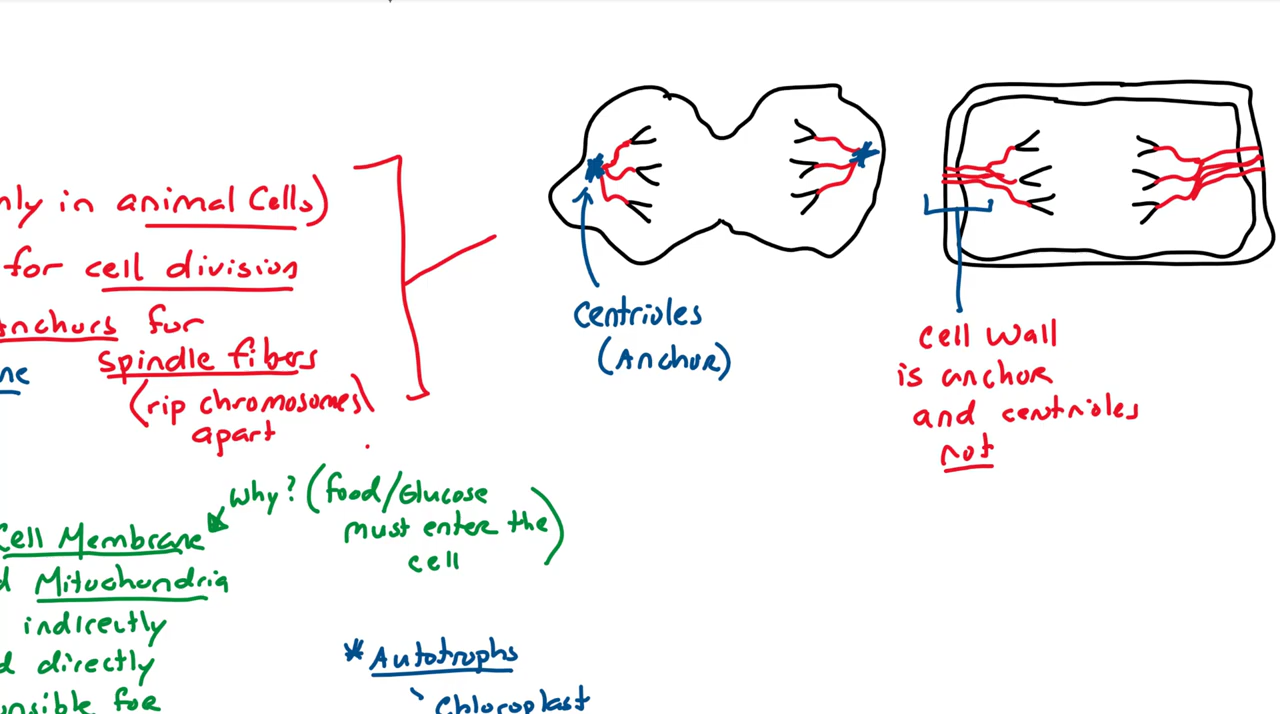 nly in animal Cells)
for cell division
Anchors for
spindle fibers
ne
(rip chromosomes)
apart
Centrioles
(Anchor)
Cell Wall
is anchor
and centrioles
not
Why? (food/Glucose
must enter the
cell)
Cell Membrane
d Mitochondria
indirectly
d directly
onsible for
* Autotrophs
Chloroplast